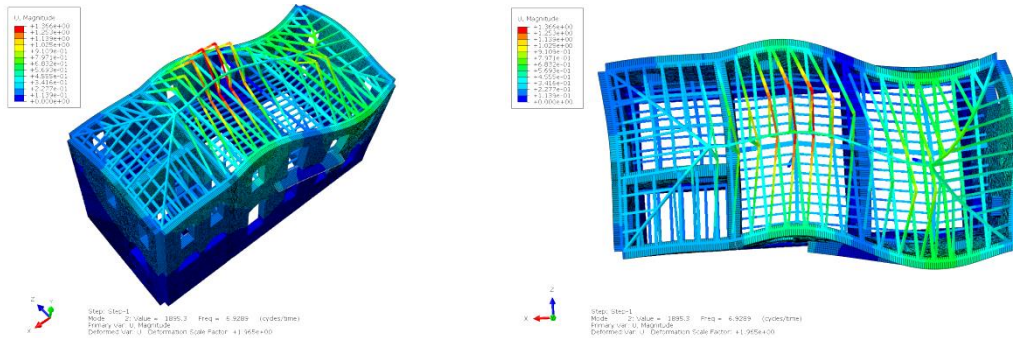 U, Magnitude
+1.366e+00
+1.253e+00
+1.139e+00
+1.025e+00
+9.109e-01
+7.971e-01
+6.832e-01
+5.693e-01
+4.555e-01
+3.416e-01
+2.277e-01
+1.139e-01
+0.000e+00
Z
Y
X
Step: Step-1
Mode 2: Value = 1895.3 Freq = 6.9289 (cycles/time)
Primary Var: U, Magnitude
Deformed Var: U Deformation Scale Factor: +1.965e+00
U, Magnitude
+1.366e+00
+1.253e+00
+1.139e+00
+1.025e+00
+9.109e-01
+7.971e-01
+6.832e-01
+5.693e-01
+4.555e-01
+3.416e-01
+2.277e-01
+1.139e-01
+0.000e+00
Z
X
Step: Step-1
Mode 2: Value = 1895.3 Freq = 6.9289 (cycles/time)
Primary Var: U, Magnitude
Deformed Var: U Deformation Scale Factor: +1.965e+00